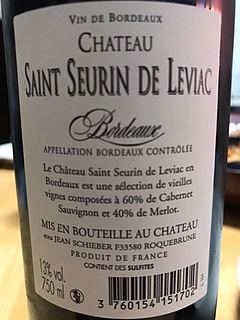 VIN DE BORDEAUX
CHATEAU
SAINT SEURIN DE LEVIAC
Bordeaux
APPELLATION BORDEAUX CONTRÔLÉE
Le Château Saint Seurin de Leviac en
Bordeaux est une sélection de vieilles
vignes composées à 60% de Cabernet
Sauvignon et 40% de Merlot.
MIS EN BOUTEILLE AU CHATEAU
SCES JEAN SCHIEBER F33580 ROQUEBRUNE
PRODUIT DE FRANCE
CONTIENT DES SULFITES
13% vol.
750 ml
3 760154 151702